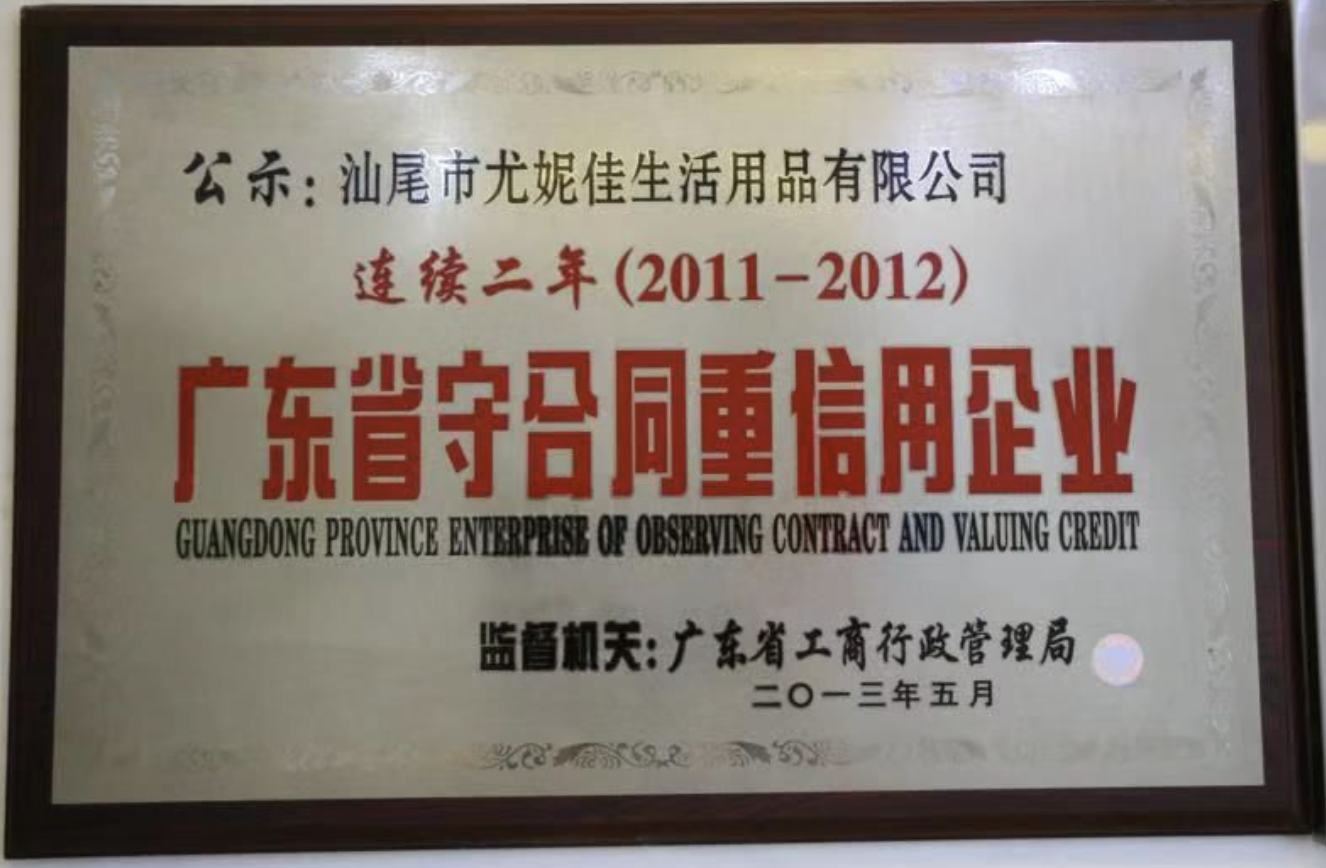 公示：汕尾市尤妮佳生活用品有限公司
连续二年(2011-2012)
广东省守合同重信用企业
GUANGDONG PROVINCE ENTERPRISE OF OBSERVING CONTRACT AND VALUING CREDIT
监督机关：广东省工商行政管理局
二〇一三年五月